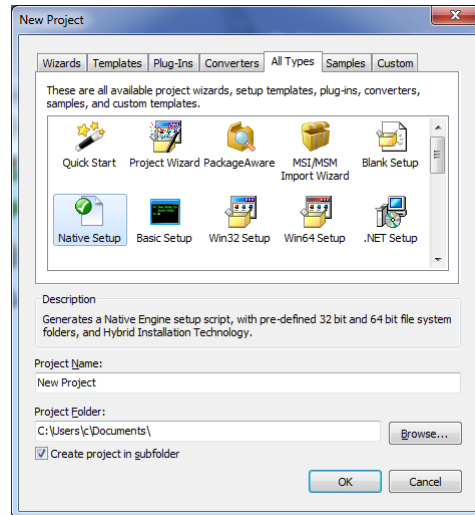 New Project
Wizards Templates Plug-Ins Converters All Types Samples Custom
These are all available project wizards, setup templates, plug-ins, converters,
samples, and custom templates.
Quick Start Project Wizard PackageAware MSI/MSM Import Wizard Blank Setup
Native Setup Basic Setup Win32 Setup Win64 Setup .NET Setup
Description
Generates a Native Engine setup script, with pre-defined 32 bit and 64 bit file system
folders, and Hybrid Installation Technology.
Project Name:
New Project
Project Folder:
C:\Users\c\Documents\
Browse...
Create project in subfolder
OK Cancel